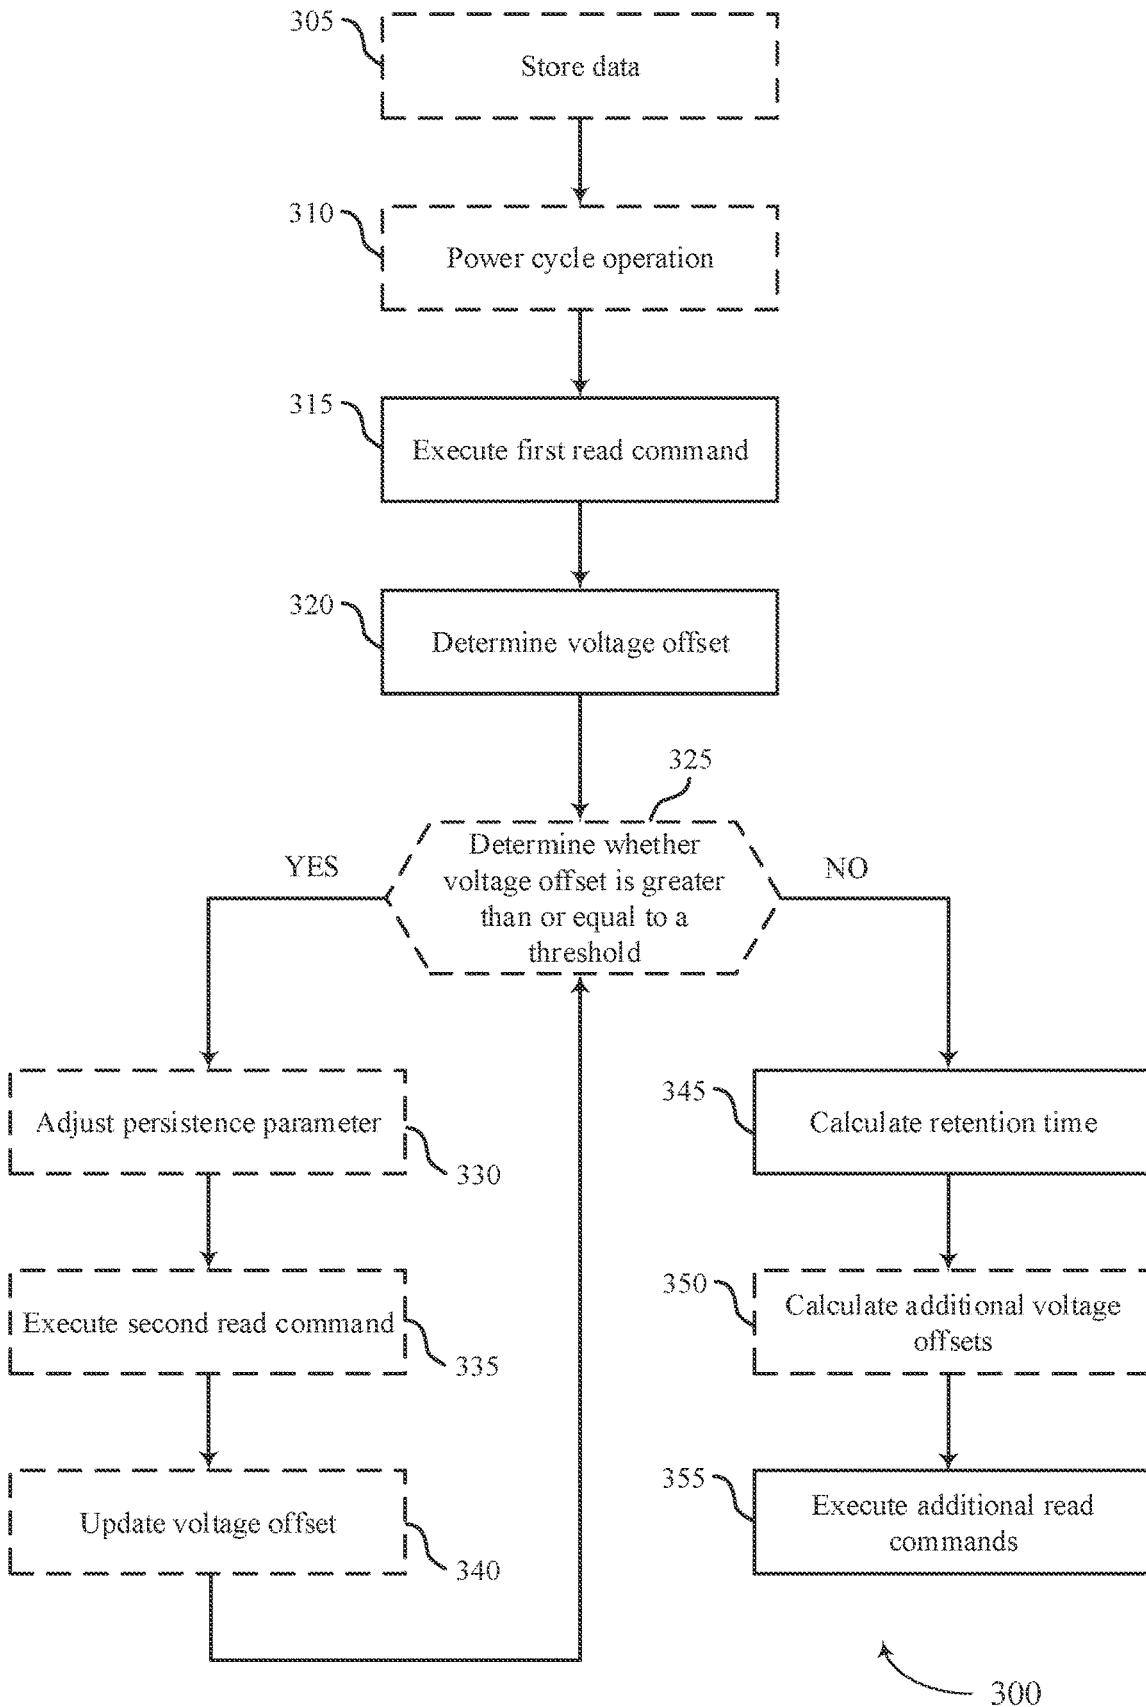 305
Store data
310
Power cycle operation
315
Execute first read command
320
Determine voltage offset
325
Determine whether
voltage offset is greater
than or equal to a
threshold
YES
NO
Adjust persistence parameter
330
345
Calculate retention time
Execute second read command
335
350
Calculate additional voltage
offsets
Update voltage offset
340
355
Execute additional read
commands
300